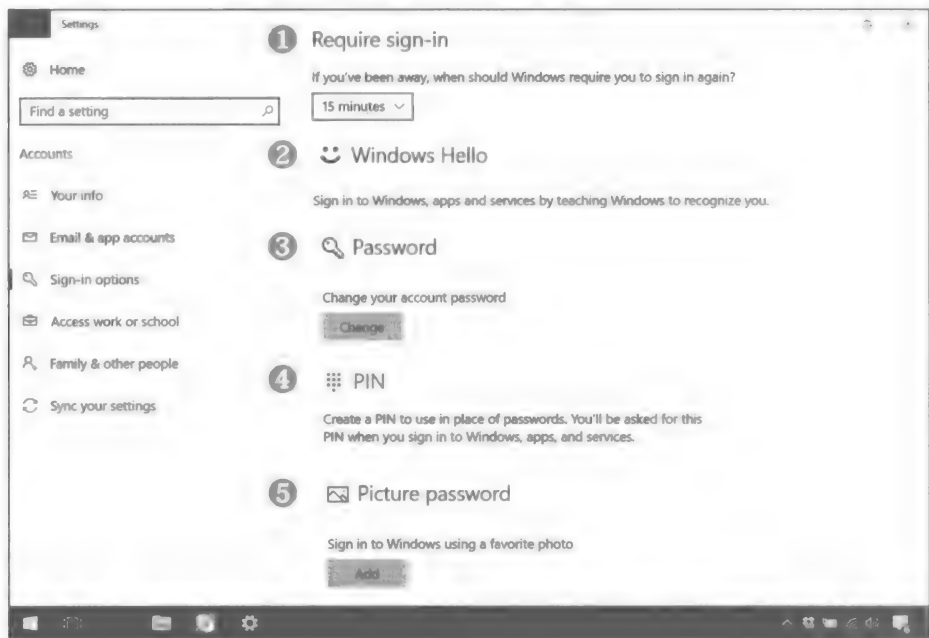 Settings
Home
Find a setting
Accounts
Your info
Email & app accounts
Sign-in options
Access work or school
Family & other people
Sync your settings
1 Require sign-in
If you've been away, when should Windows require you to sign in again?
15 minutes
2 Windows Hello
Sign in to Windows, apps and services by teaching Windows to recognize you.
3 Password
Change your account password
Change
4 PIN
Create a PIN to use in place of passwords. You'll be asked for this
PIN when you sign in to Windows, apps, and services.
5 Picture password
Sign in to Windows using a favorite photo
Add